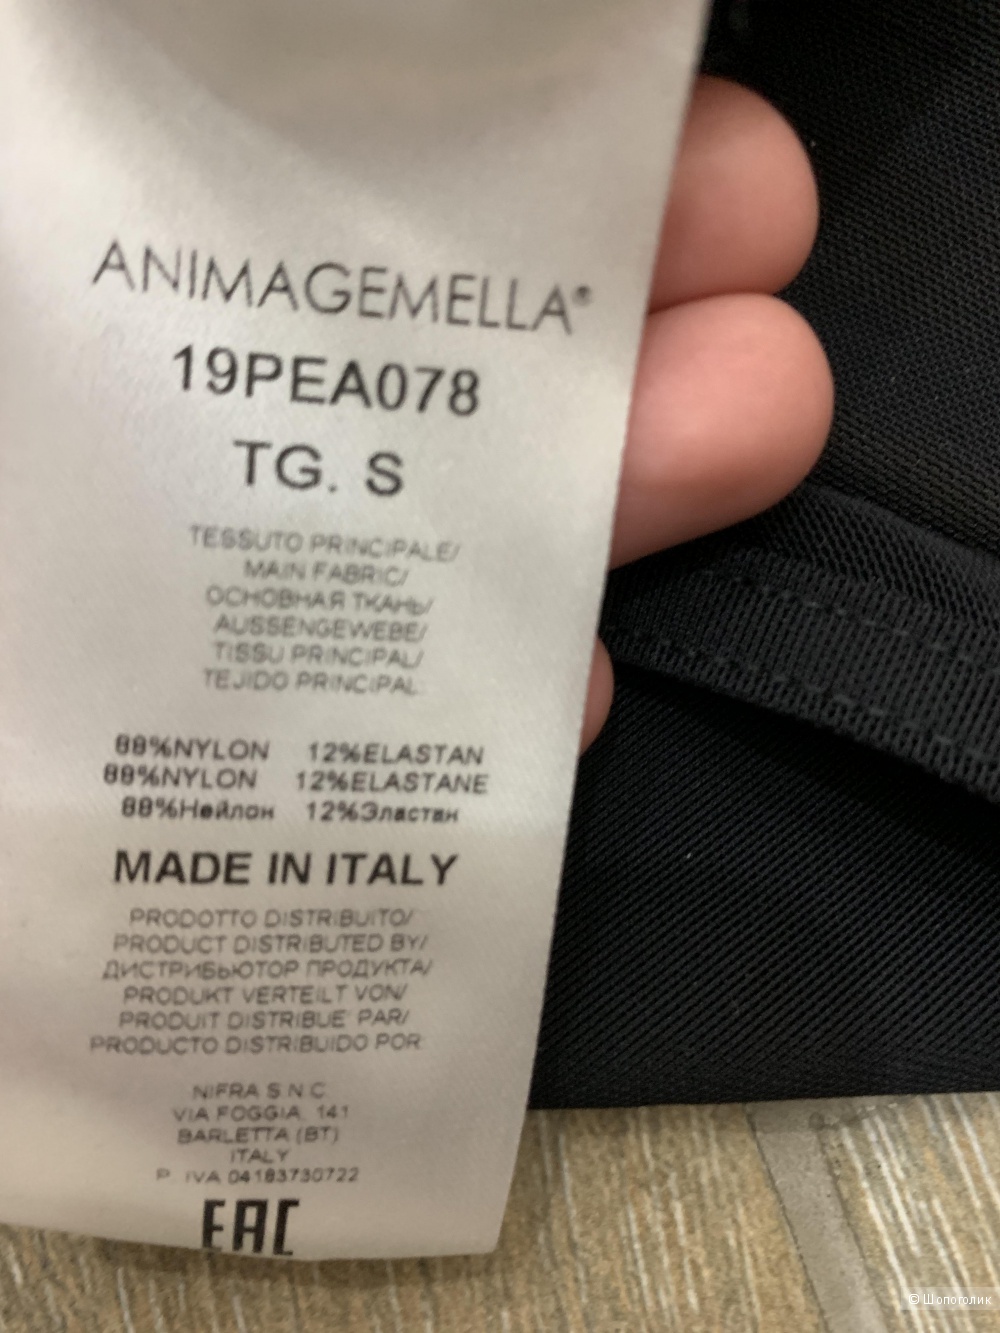 ANIMAGEMELLA®
19PEA078
TG. S
TESSUTO PRINCIPALE/
MAIN FABRIC/
ОСНОВНАЯ ТКАНЬ/
AUSSENGEWEBE/
TISSU PRINCIPAL/
TEJIDO PRINCIPAL:
88%NYLON 12%ELASTAN
88%NYLON 12%ELASTANE
88%Нейлон 12%Эластан
MADE IN ITALY
PRODOTTO DISTRIBUITO/
PRODUCT DISTRIBUTED BY/
ДИСТРИБЬЮТОР ПРОДУКТА/
PRODUKT VERTEILT VON/
PRODUIT DISTRIBUE' PAR/
PRODUCTO DISTRIBUIDO POR:
NIFRA S.N.C.
VIA FOGGIA, 141
BARLETTA (BT)
ITALY
P. IVA 04183730722
EAC
© Шопоголик